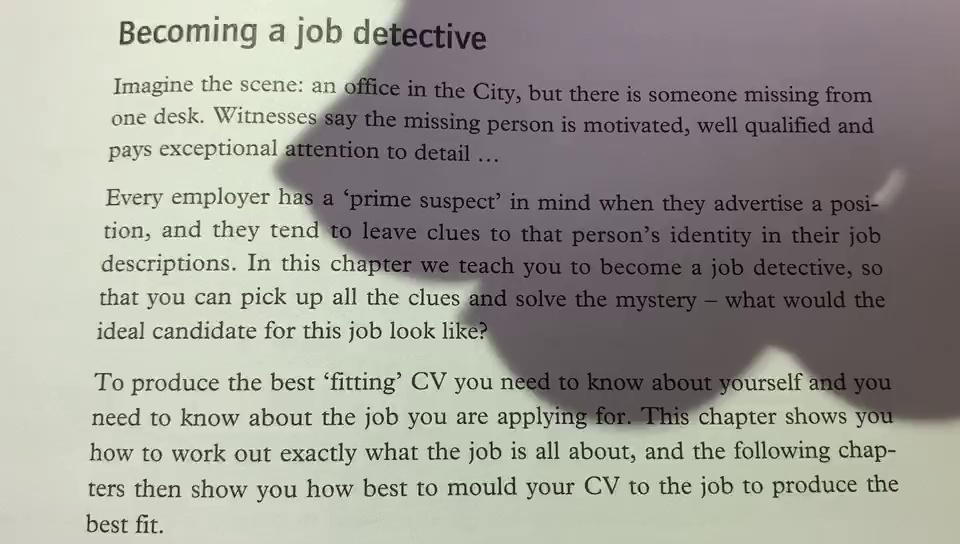 Becoming a job detective
Imagine the scene: an office in the City, but there is someone missing from
one desk. Witnesses say the missing person is motivated, well qualified and
pays exceptional attention to detail …
Every employer has a ‘prime suspect’ in mind when they advertise a posi-
tion, and they tend to leave clues to that person’s identity in their job
descriptions. In this chapter we teach you to become a job detective, so
that you can pick up all the clues and solve the mystery – what would the
ideal candidate for this job look like?
To produce the best ‘fitting’ CV you need to know about yourself and you
need to know about the job you are applying for. This chapter shows you
how to work out exactly what the job is all about, and the following chap-
ters then show you how best to mould your CV to the job to produce the
best fit.